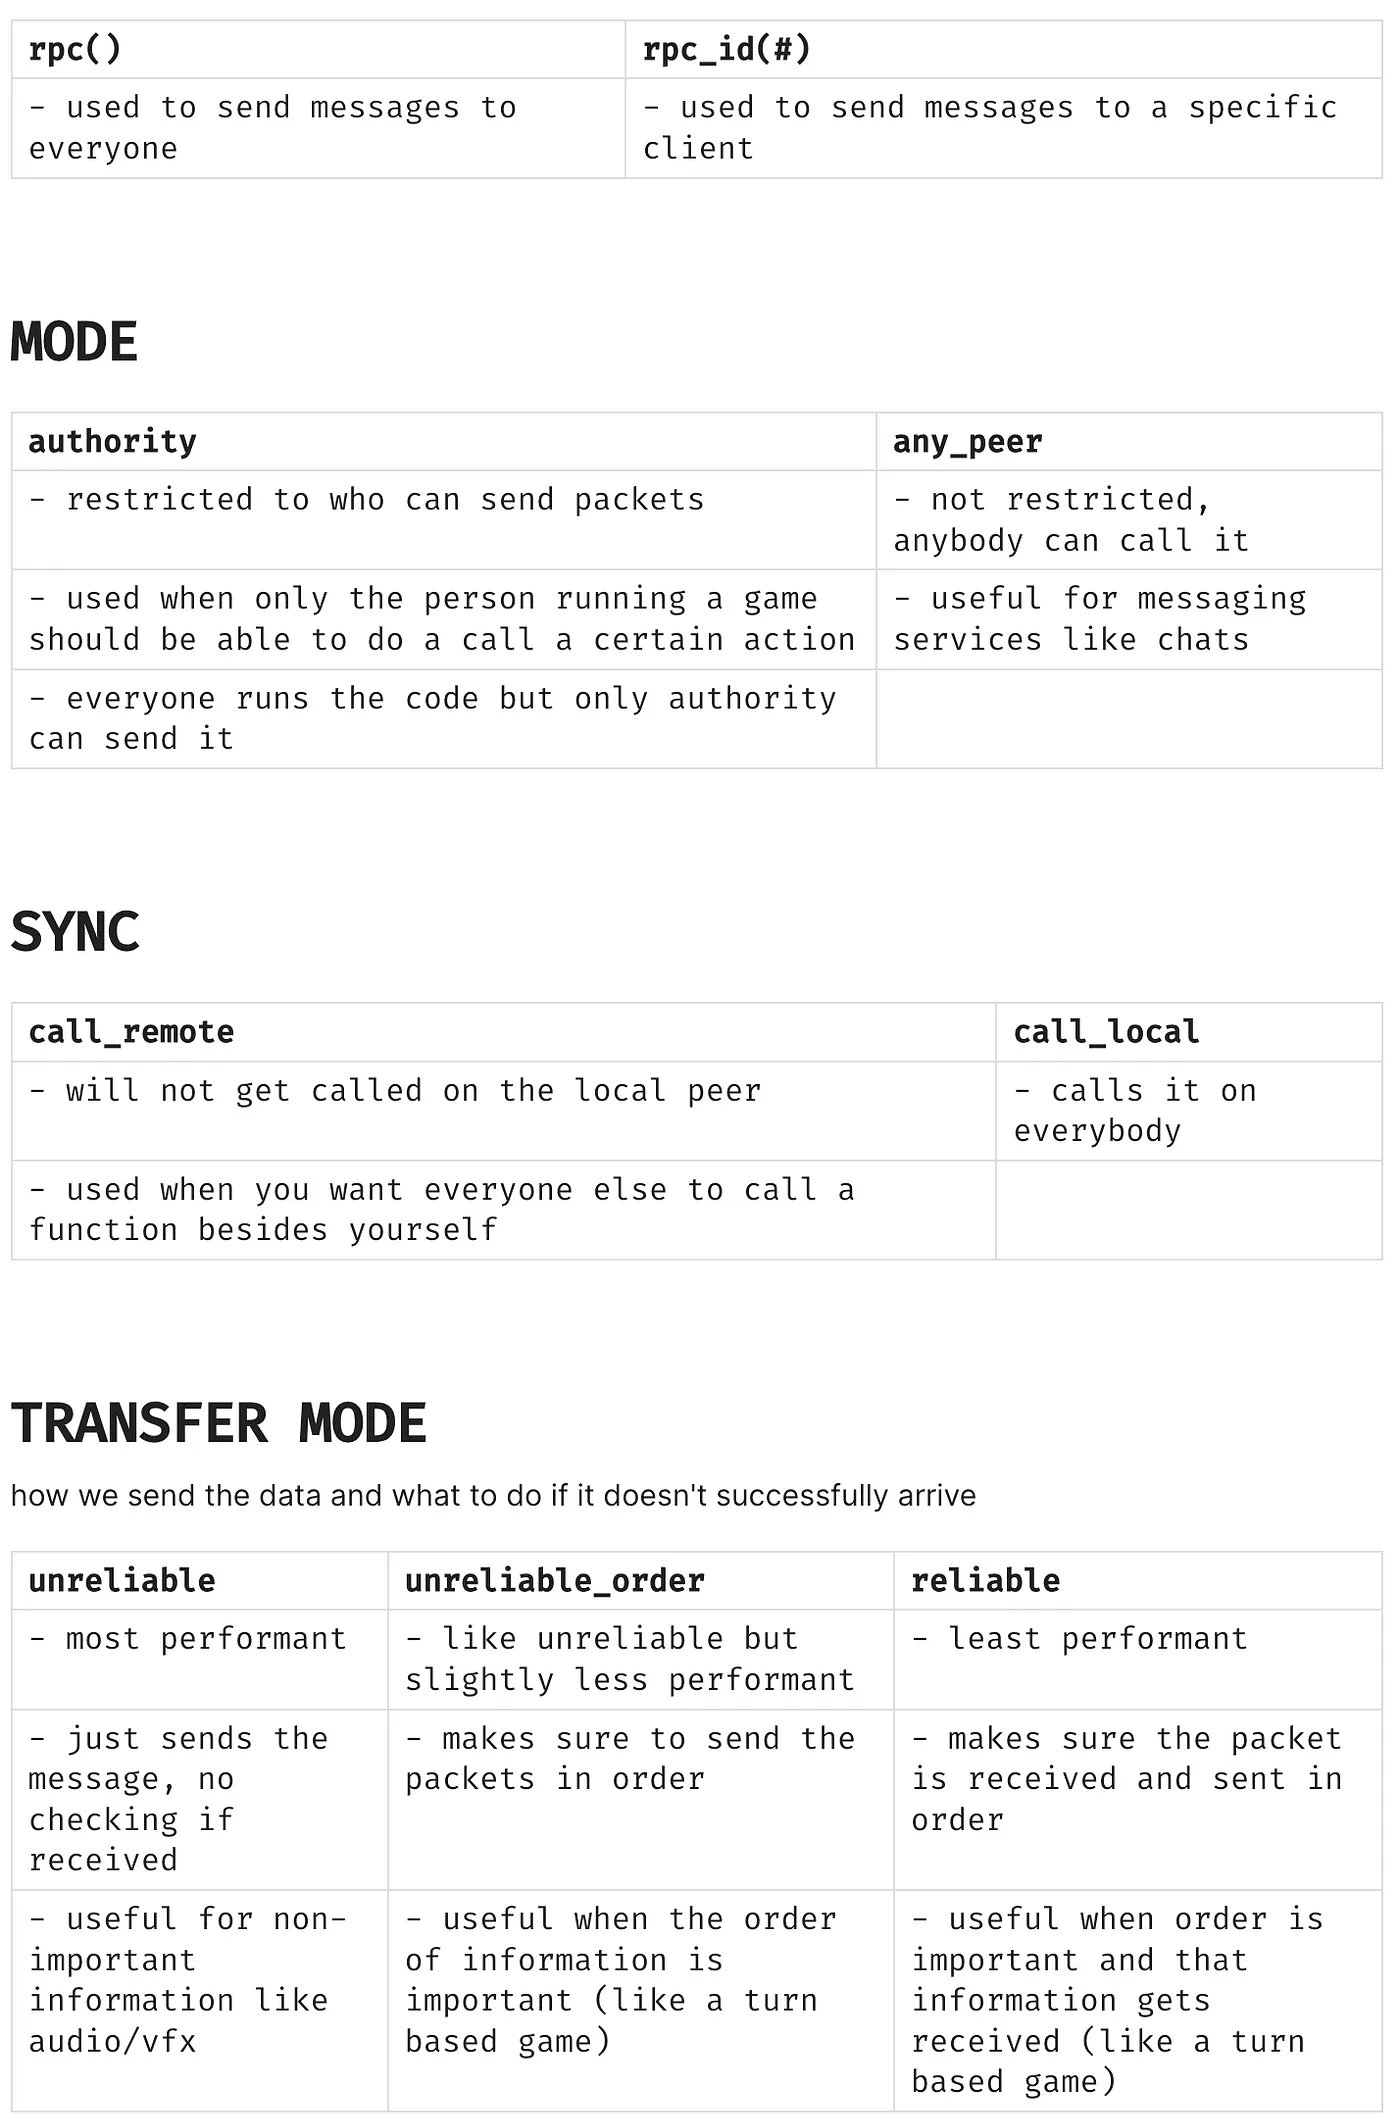 rpc()
rpc_id(#)
- used to send messages to
everyone
- used to send messages to a specific
client
MODE
authority
any_peer
- restricted to who can send packets
- not restricted,
anybody can call it
- used when only the person running a game
should be able to do a call a certain action
- useful for messaging
services like chats
- everyone runs the code but only authority
can send it
SYNC
call_remote
call_local
- will not get called on the local peer
- calls it on
everybody
- used when you want everyone else to call a
function besides yourself
TRANSFER MODE
how we send the data and what to do if it doesn't successfully arrive
unreliable
unreliable_order
reliable
- most performant
- like unreliable but
slightly less performant
- least performant
- just sends the
message, no
checking if
received
- makes sure to send the
packets in order
- makes sure the packet
is received and sent in
order
- useful for non-
important
information like
audio/vfx
- useful when the order
of information is
important (like a turn
based game)
- useful when order is
important and that
information gets
received (like a turn
based game)